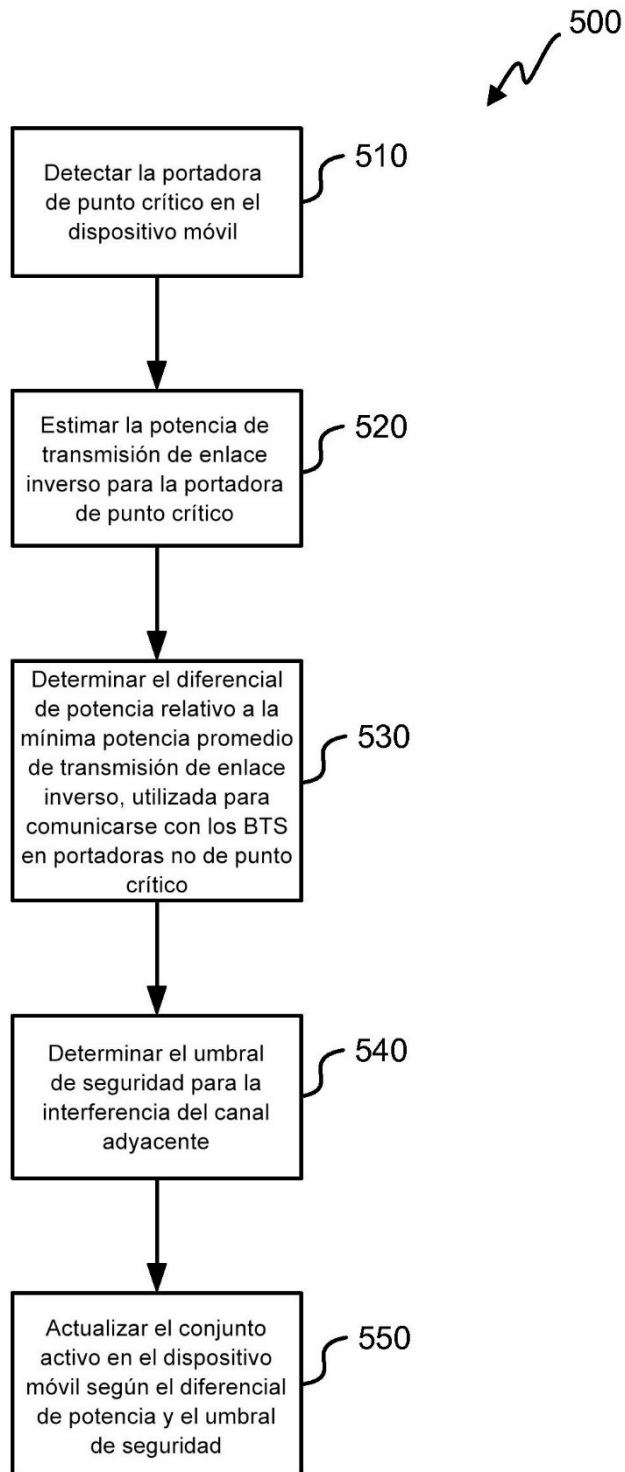 500
Detectar la portadora
de punto crítico en el
dispositivo móvil
510
Estimar la potencia de
transmisión de enlace
inverso para la portadora
de punto crítico
520
Determinar el diferencial
de potencia relativo a la
mínima potencia promedio
de transmisión de enlace
inverso, utilizada para
comunicarse con los BTS
en portadoras no de punto
crítico
530
Determinar el umbral
de seguridad para la
interferencia del canal
adyacente
540
Actualizar el conjunto
activo en el dispositivo
móvil según el diferencial
de potencia y el umbral
de seguridad
550